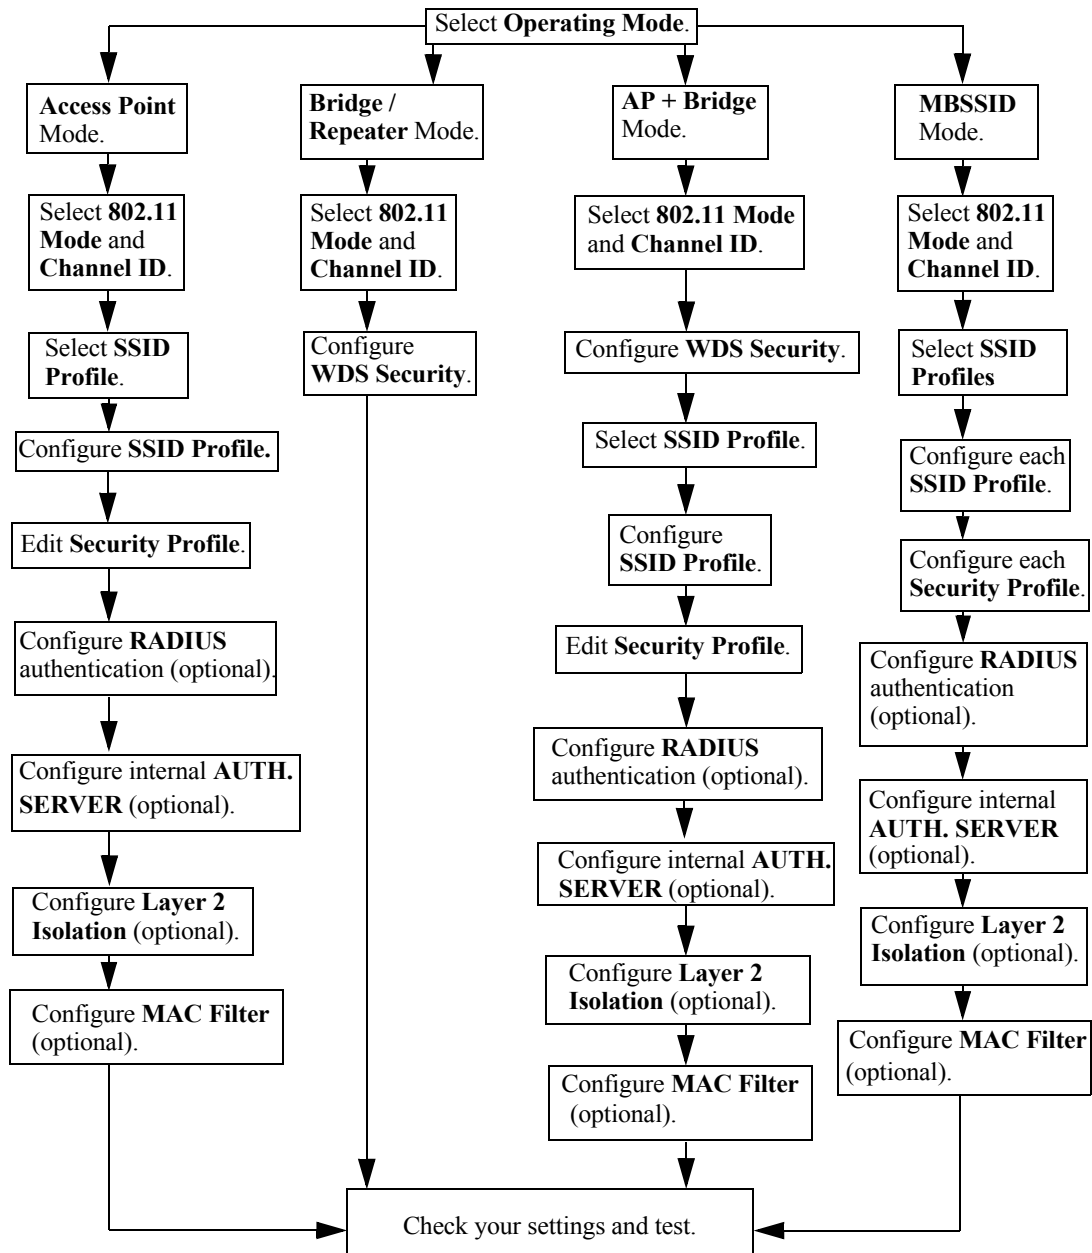 Select Operating Mode.
Access Point
Mode.
Select 802.11
Mode and
Channel ID.
Select SSID
Profile.
Configure SSID Profile.
Edit Security Profile.
Configure RADIUS
authentication (optional).
Configure internal AUTH.
SERVER (optional).
Configure Layer 2
Isolation (optional).
Configure MAC Filter
(optional).
Bridge /
Repeater Mode.
Select 802.11
Mode and
Channel ID.
Configure
WDS Security.
AP + Bridge
Mode.
Select 802.11 Mode
and Channel ID.
Configure WDS Security.
Select SSID Profile.
Configure
SSID Profile.
Edit Security Profile.
Configure RADIUS
authentication (optional).
Configure internal AUTH.
SERVER (optional).
Configure Layer 2
Isolation (optional).
Configure MAC Filter
(optional).
MBSSID
Mode.
Select 802.11
Mode and
Channel ID.
Select SSID
Profiles
Configure each
SSID Profile.
Configure each
Security Profile.
Configure RADIUS
authentication
(optional).
Configure internal
AUTH. SERVER
(optional).
Configure Layer 2
Isolation (optional).
Configure MAC Filter
(optional).
Check your settings and test.